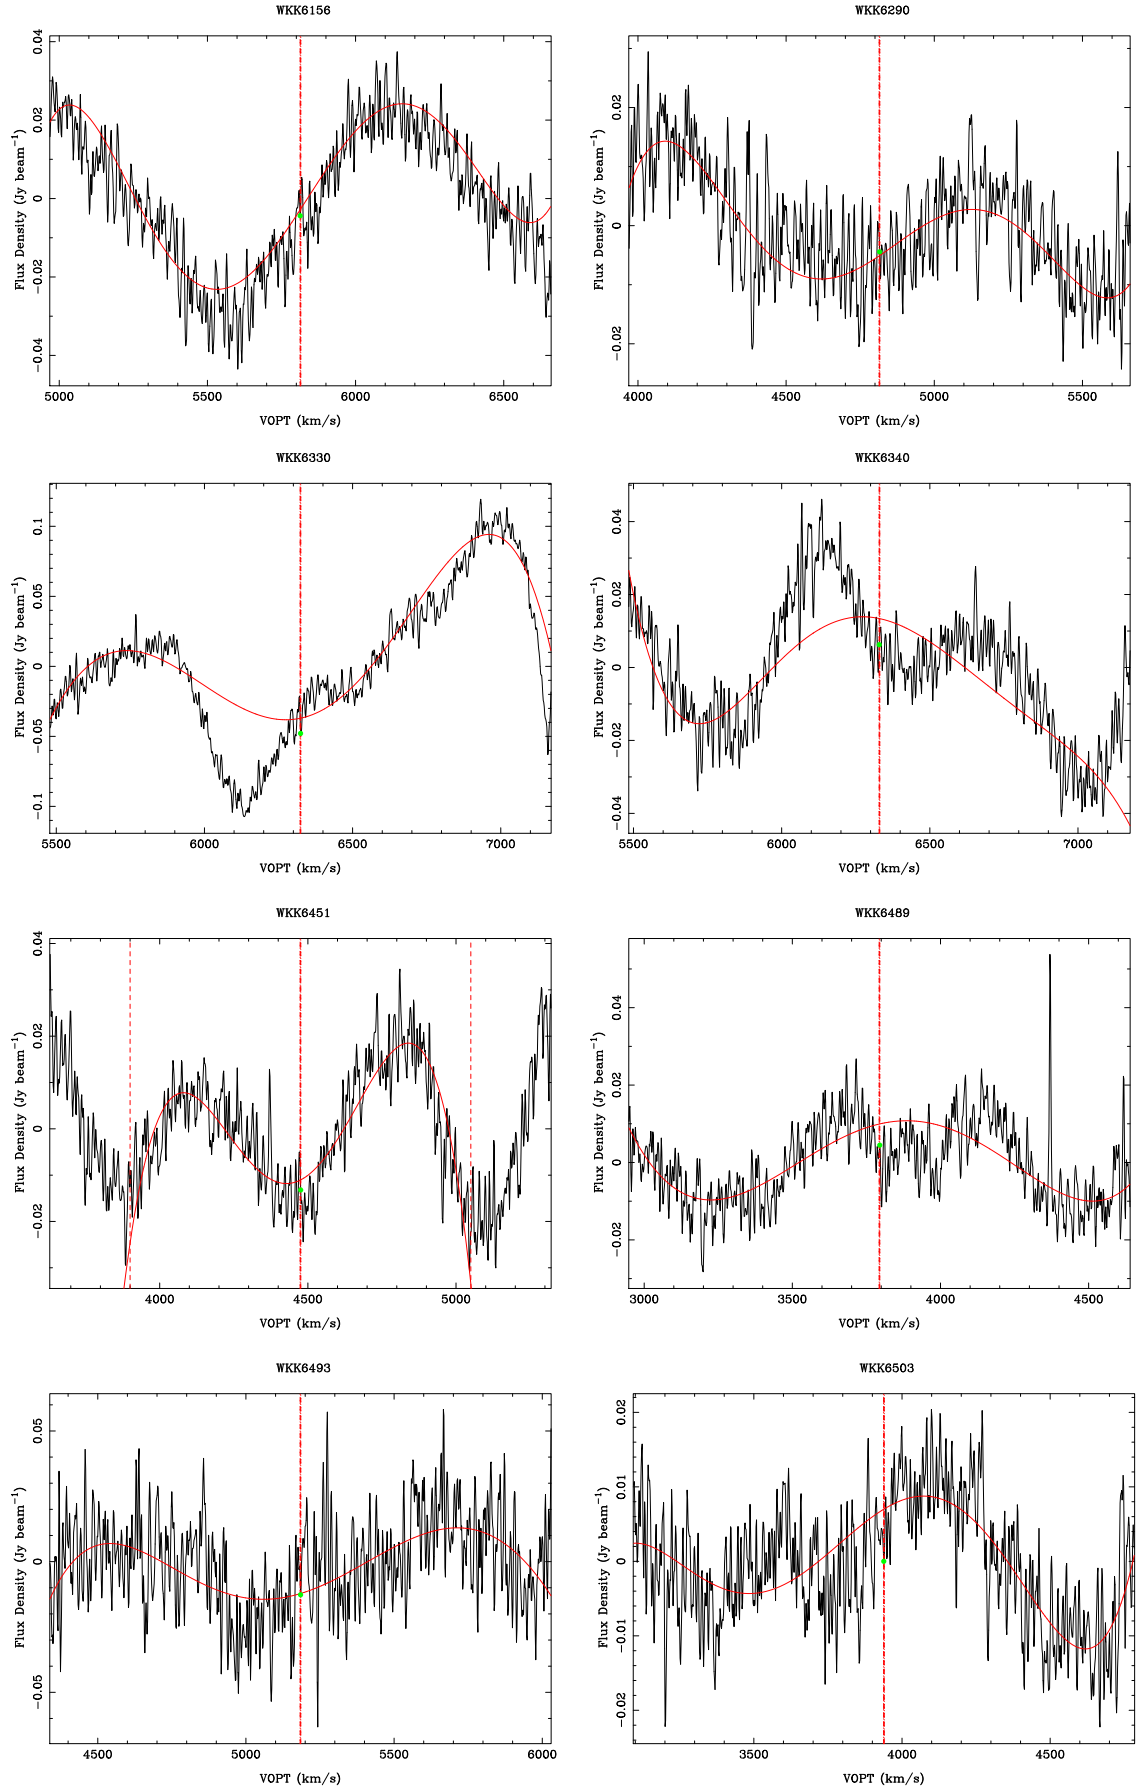 WKK6156
Flux Density (Jy beam⁻¹)
0.04
0.02
0
−0.02
−0.04
5000 5500 6000 6500
VOPT (km/s)
WKK6290
Flux Density (Jy beam⁻¹)
0.02
0
−0.02
4000 4500 5000 5500
VOPT (km/s)
WKK6330
Flux Density (Jy beam⁻¹)
0.1
0.05
0
−0.05
−0.1
5500 6000 6500 7000
VOPT (km/s)
WKK6340
Flux Density (Jy beam⁻¹)
0.04
0.02
0
−0.02
−0.04
5500 6000 6500 7000
VOPT (km/s)
WKK6451
Flux Density (Jy beam⁻¹)
0.04
0.02
0
−0.02
4000 4500 5000
VOPT (km/s)
WKK6489
Flux Density (Jy beam⁻¹)
0.04
0.02
0
−0.02
3000 3500 4000 4500
VOPT (km/s)
WKK6493
Flux Density (Jy beam⁻¹)
0.05
0
−0.05
4500 5000 5500 6000
VOPT (km/s)
WKK6503
Flux Density (Jy beam⁻¹)
0.02
0.01
0
−0.01
−0.02
3500 4000 4500
VOPT (km/s)